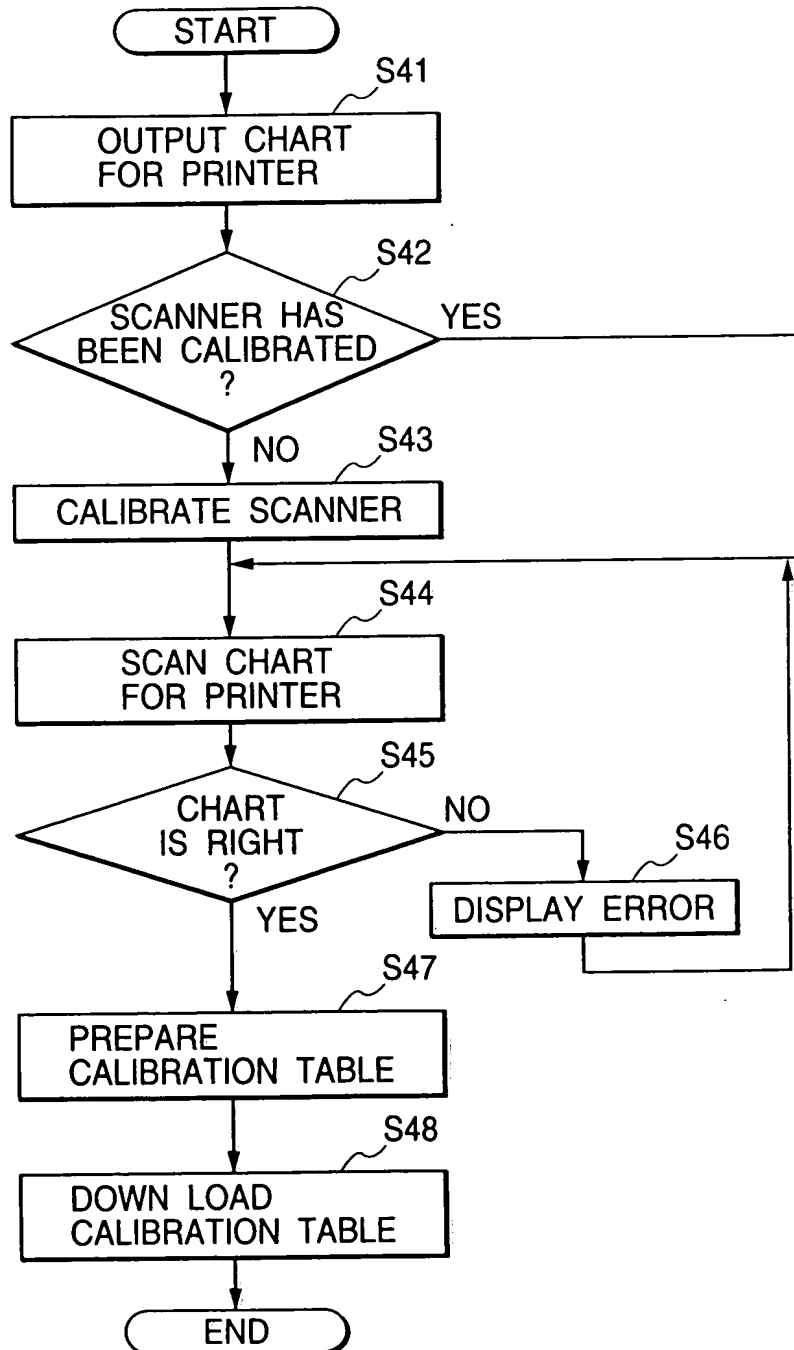 START
S41
OUTPUT CHART
FOR PRINTER
S42
SCANNER HAS
BEEN CALIBRATED
?
YES
NO
S43
CALIBRATE SCANNER
S44
SCAN CHART
FOR PRINTER
S45
CHART
IS RIGHT
?
NO
S46
DISPLAY ERROR
YES
S47
PREPARE
CALIBRATION TABLE
S48
DOWN LOAD
CALIBRATION TABLE
END